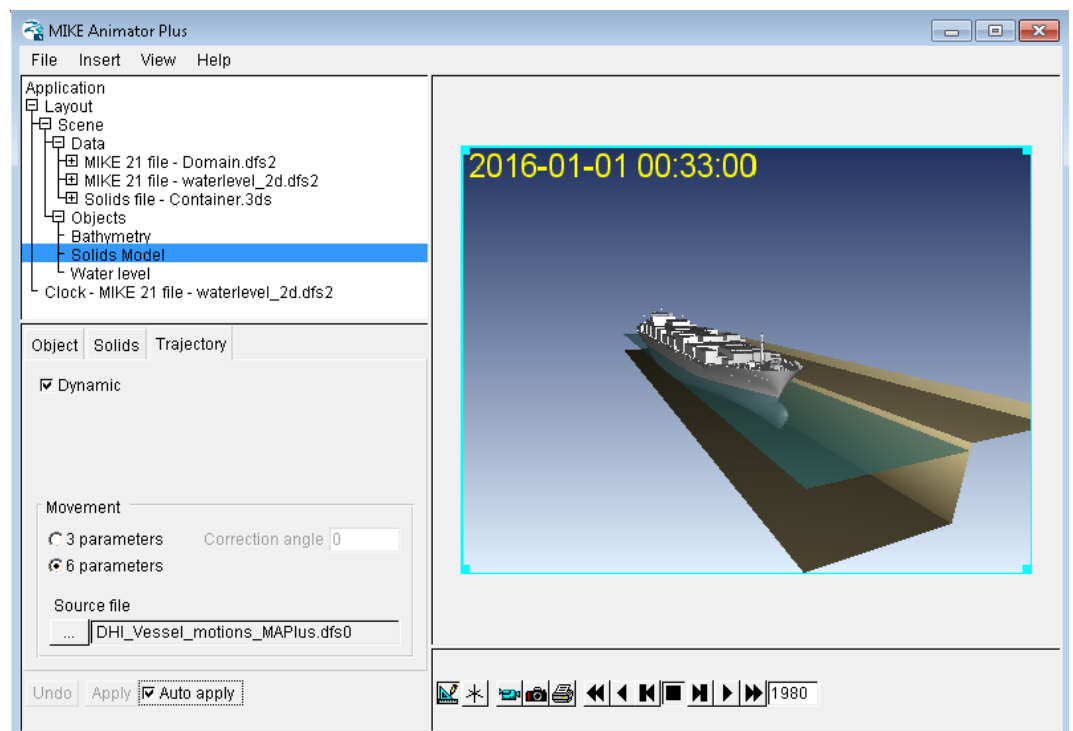 MIKE Animator Plus
File Insert View Help
Application
Layout
Scene
Data
MIKE 21 file - Domain.dfs2
MIKE 21 file - waterlevel_2d.dfs2
Solids file - Container.3ds
Objects
Bathymetry
Solids Model
Water level
Clock - MIKE 21 file - waterlevel_2d.dfs2
Object Solids Trajectory
Dynamic
Movement
3 parameters Correction angle 0
6 parameters
Source file
... DHI_Vessel_motions_MAPlus.dfs0
Undo Apply Auto apply
2016-01-01 00:33:00
1980